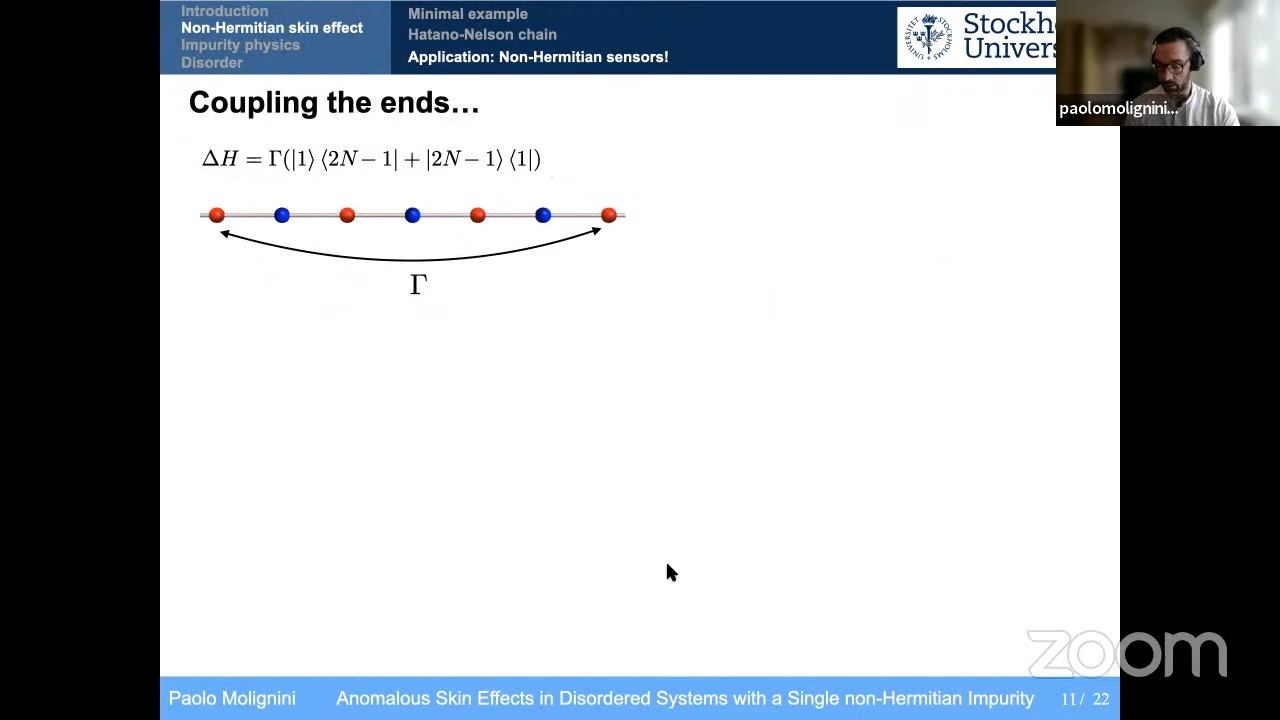 Introduction
Non-Hermitian skin effect
Impurity physics
Disorder
Minimal example
Hatano-Nelson chain
Application: Non-Hermitian sensors!
Stockho
Univers
paolomolignini...
Coupling the ends...
ΔH = Γ(|1⟩ ⟨2N − 1| + |2N − 1⟩ ⟨1|)
Γ
zoom
Paolo Molignini
Anomalous Skin Effects in Disordered Systems with a Single non-Hermitian Impurity
11 / 22